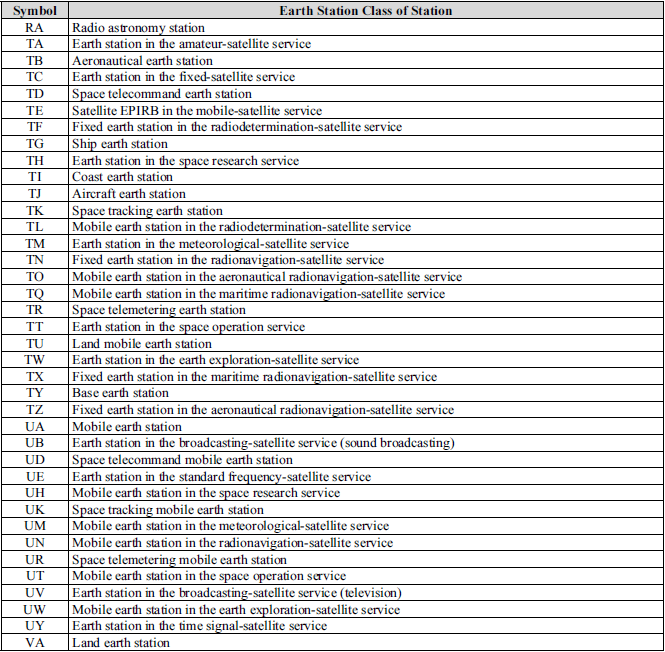 Symbol Earth Station Class of Station
RA Radio astronomy station
TA Earth station in the amateur-satellite service
TB Aeronautical earth station
TC Earth station in the fixed-satellite service
TD Space telecommand earth station
TE Satellite EPIRB in the mobile-satellite service
TF Fixed earth station in the radiodetermination-satellite service
TG Ship earth station
TH Earth station in the space research service
TI Coast earth station
TJ Aircraft earth station
TK Space tracking earth station
TL Mobile earth station in the radiodetermination-satellite service
TM Earth station in the meteorological-satellite service
TN Fixed earth station in the radionavigation-satellite service
TO Mobile earth station in the aeronautical radionavigation-satellite service
TQ Mobile earth station in the maritime radionavigation-satellite service
TR Space telemetering earth station
TT Earth station in the space operation service
TU Land mobile earth station
TW Earth station in the earth exploration-satellite service
TX Fixed earth station in the maritime radionavigation-satellite service
TY Base earth station
TZ Fixed earth station in the aeronautical radionavigation-satellite service
UA Mobile earth station
UB Earth station in the broadcasting-satellite service (sound broadcasting)
UD Space telecommand mobile earth station
UE Earth station in the standard frequency-satellite service
UH Mobile earth station in the space research service
UK Space tracking mobile earth station
UM Mobile earth station in the meteorological-satellite service
UN Mobile earth station in the radionavigation-satellite service
UR Space telemetering mobile earth station
UT Mobile earth station in the space operation service
UV Earth station in the broadcasting-satellite service (television)
UW Mobile earth station in the earth exploration-satellite service
UY Earth station in the time signal-satellite service
VA Land earth station